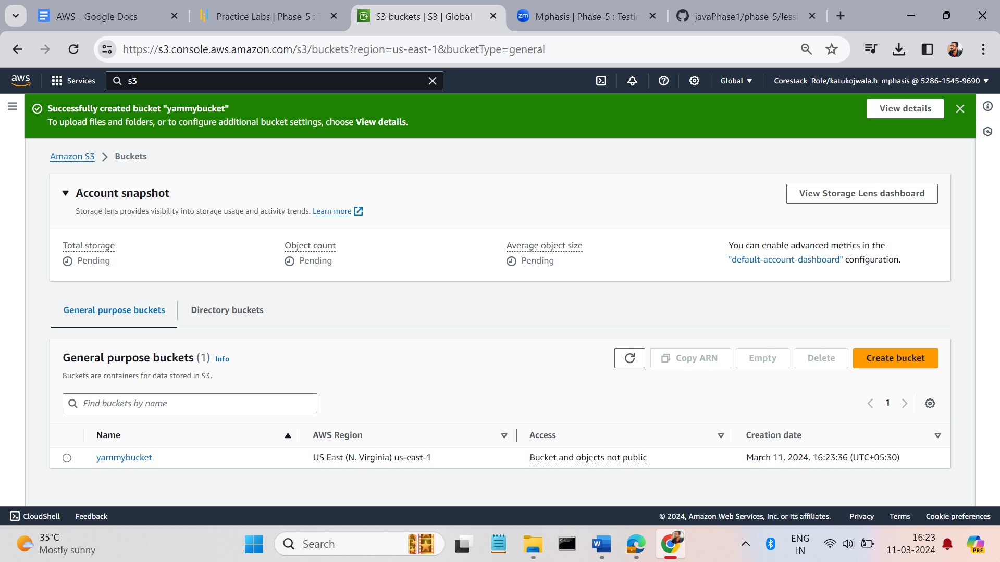 AWS - Google Docs
Practice Labs | Phase-5 : T
S3 buckets | S3 | Global
zm
Mphasis | Phase-5 : Testin
javaPhase1/phase-5/lessi
https://s3.console.aws.amazon.com/s3/buckets?region=us-east-1&bucketType=general
aws
Services
s3
Global
Corestack_Role/katukojwala.h_mphasis @ 5286-1545-9690
Successfully created bucket "yammybucket"
To upload files and folders, or to configure additional bucket settings, choose View details.
View details
Amazon S3
Buckets
Account snapshot
View Storage Lens dashboard
Storage lens provides visibility into storage usage and activity trends. Learn more
Total storage
Pending
Object count
Pending
Average object size
Pending
You can enable advanced metrics in the
"default-account-dashboard" configuration.
General purpose buckets
Directory buckets
General purpose buckets (1) Info
Buckets are containers for data stored in S3.
Copy ARN
Empty
Delete
Create bucket
Find buckets by name
1
Name
AWS Region
Access
Creation date
yammybucket
US East (N. Virginia) us-east-1
Bucket and objects not public
March 11, 2024, 16:23:36 (UTC+05:30)
CloudShell
Feedback
© 2024, Amazon Web Services, Inc. or its affiliates.
Privacy
Terms
Cookie preferences
35°C
Mostly sunny
Search
W
ENG
IN
16:23
11-03-2024
PRE